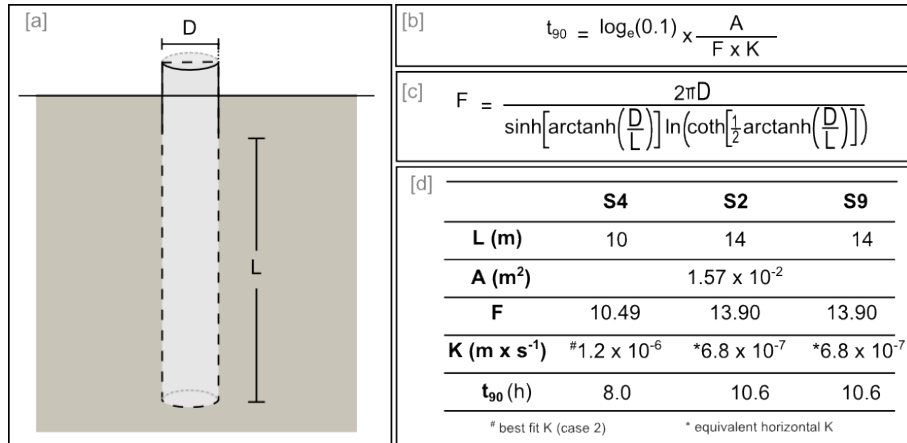 [a]
D
L
[b]
t₉₀ = logₑ(0.1) x A / (F x K)
[c]
F = 2πD / (sinh[arctanh(D/L)] ln(coth[½ arctanh(D/L)]))
[d]
S4 S2 S9
L (m) 10 14 14
A (m²) 1.57 x 10⁻²
F 10.49 13.90 13.90
K (m x s⁻¹) #1.2 x 10⁻⁶ *6.8 x 10⁻⁷ *6.8 x 10⁻⁷
t₉₀ (h) 8.0 10.6 10.6
# best fit K (case 2) * equivalent horizontal K